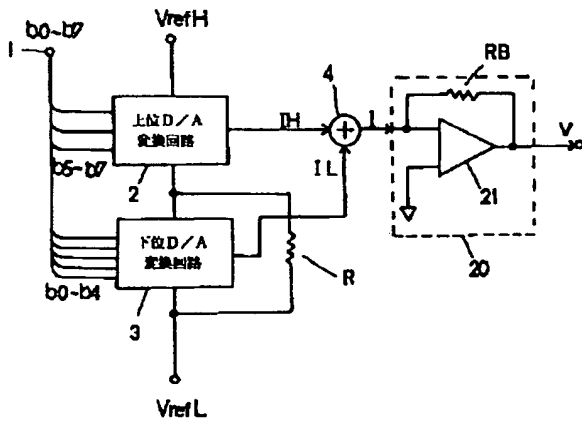 b0~b7
VrefH
1
上位D/A
変換回路
b5~b7
2
IH
4
I
IL
RB
21
V
20
下位D/A
変換回路
b0~b4
3
R
VrefL